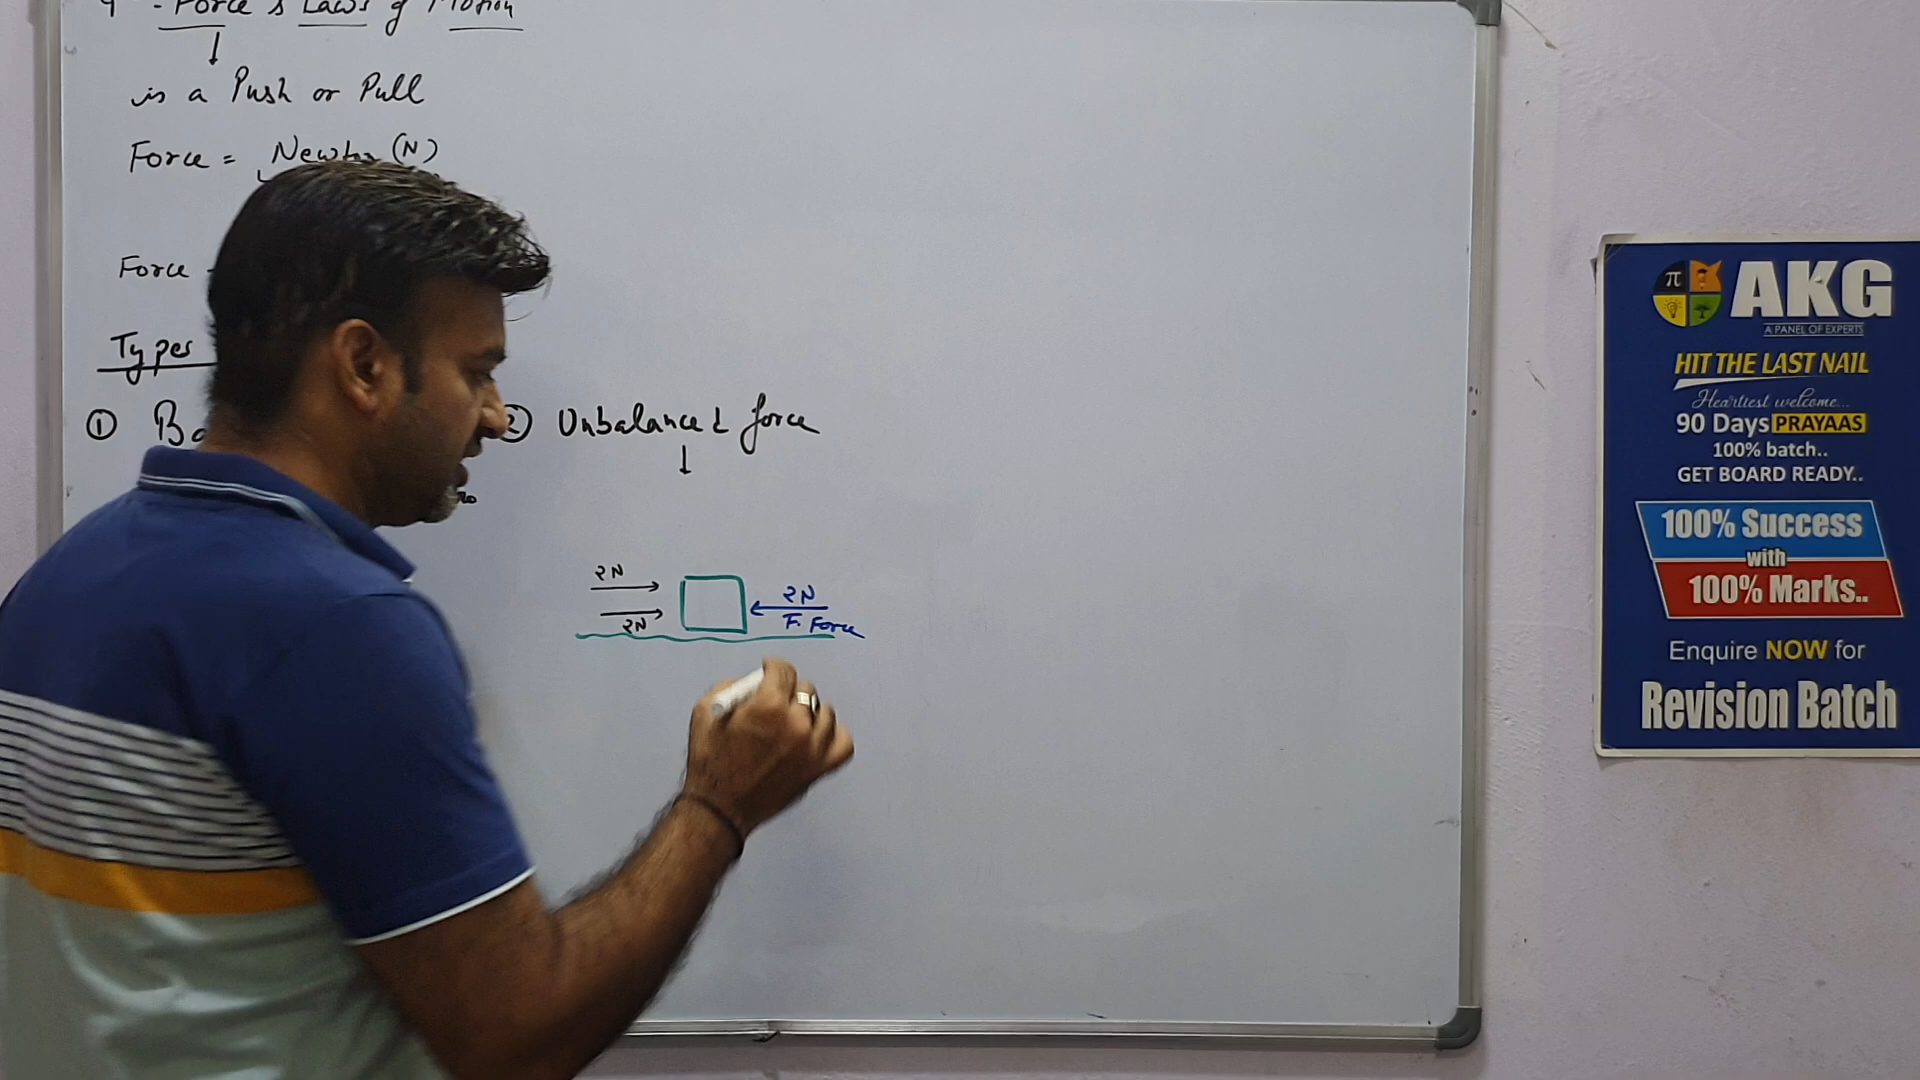 - Force & Laws of Motion
↓
is a Push or Pull
Force = Newton (N)
Force
Types
① Ba
② Unbalanced force
↓
2N
2N
2N
F. Force
π AKG
A PANEL OF EXPERTS
HIT THE LAST NAIL
Heartiest welcome...
90 Days PRAYAAS
100% batch..
GET BOARD READY..
100% Success
with
100% Marks..
Enquire NOW for
Revision Batch